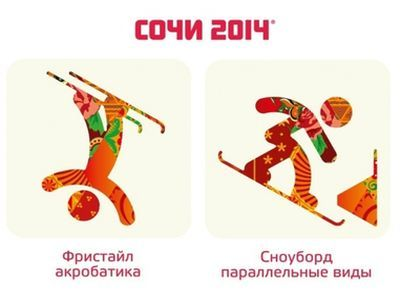 СОЧИ 2014®
Фристайл
акробатика
Сноуборд
параллельные виды